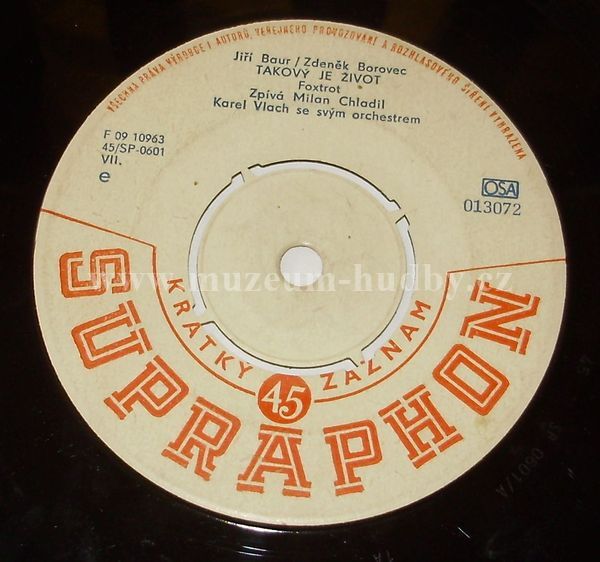 VŠECHNA PRÁVA VÝROBCE I AUTORŮ, VEŘEJNÉHO PROVOZOVÁNÍ A ROZHLASOVÉHO ŠÍŘENÍ VYHRAZENA
Jiří Baur / Zdeněk Borovec
TAKOVÝ JE ŽIVOT
Foxtrot
Zpívá Milan Chladil
Karel Vlach se svým orchestrem
F 09 10963
45/SP-0601
VII.
e
OSA
013072
www.muzeum-hudby.cz
KRÁTKÝ 45 ZÁZNAM
SUPRAPHON
SP 0601/A